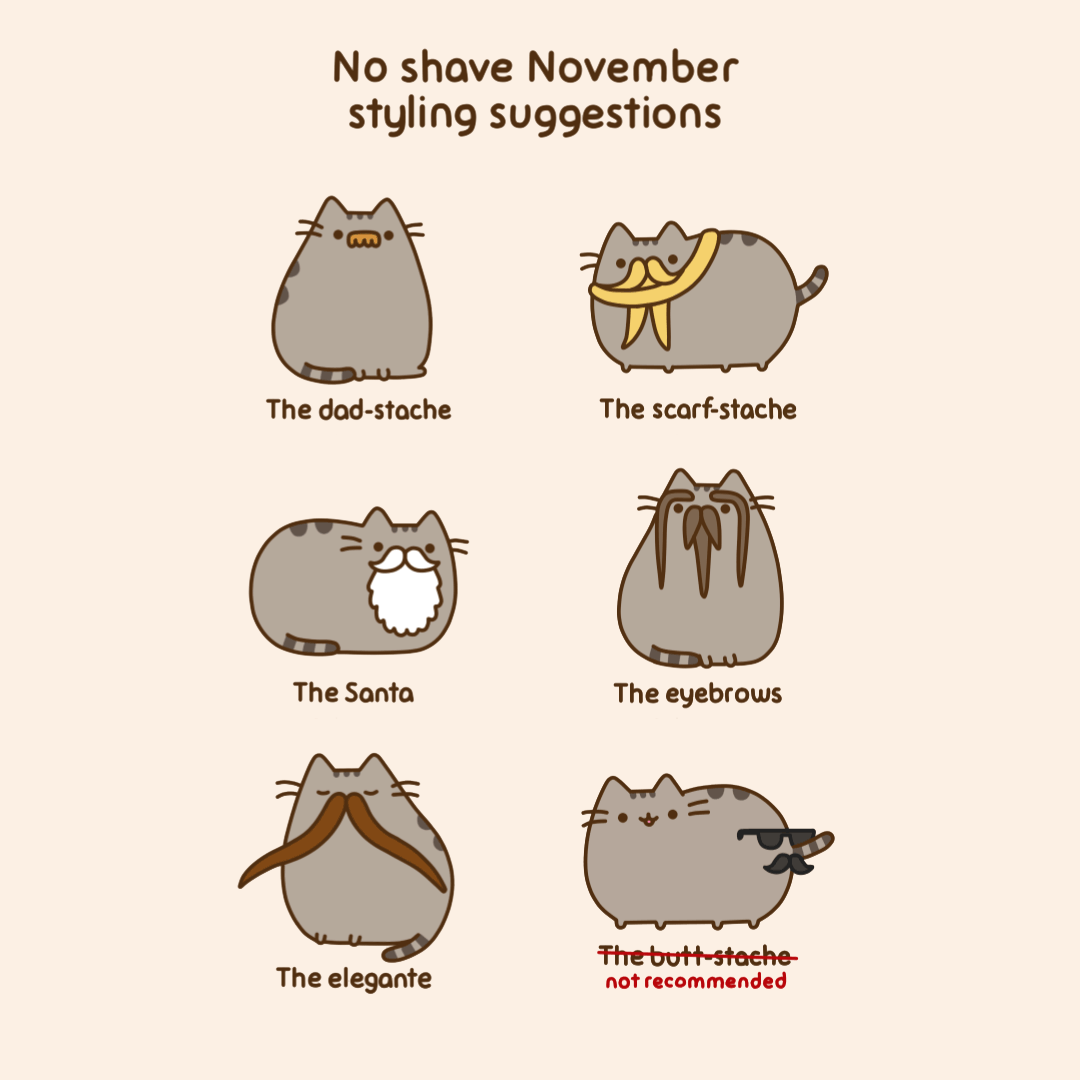 No shave November
styling suggestions
The dad-stache
The scarf-stache
The Santa
The eyebrows
The elegante
The butt-stache
not recommended